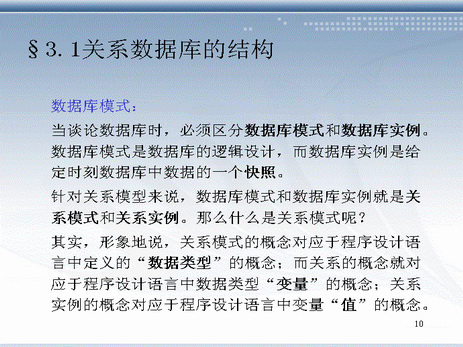 §3.1关系数据库的结构
数据库模式：
当谈论数据库时，必须区分数据库模式和数据库实例。
数据库模式是数据库的逻辑设计，而数据库实例是给
定时刻数据库中数据的一个快照。
针对关系模型来说，数据库模式和数据库实例就是关
系模式和关系实例。那么什么是关系模式呢？
其实，形象地说，关系模式的概念对应于程序设计语
言中定义的“数据类型”的概念；而关系的概念就对
应于程序设计语言中数据类型“变量”的概念；关系
实例的概念对应于程序设计语言中变量“值”的概念。
10